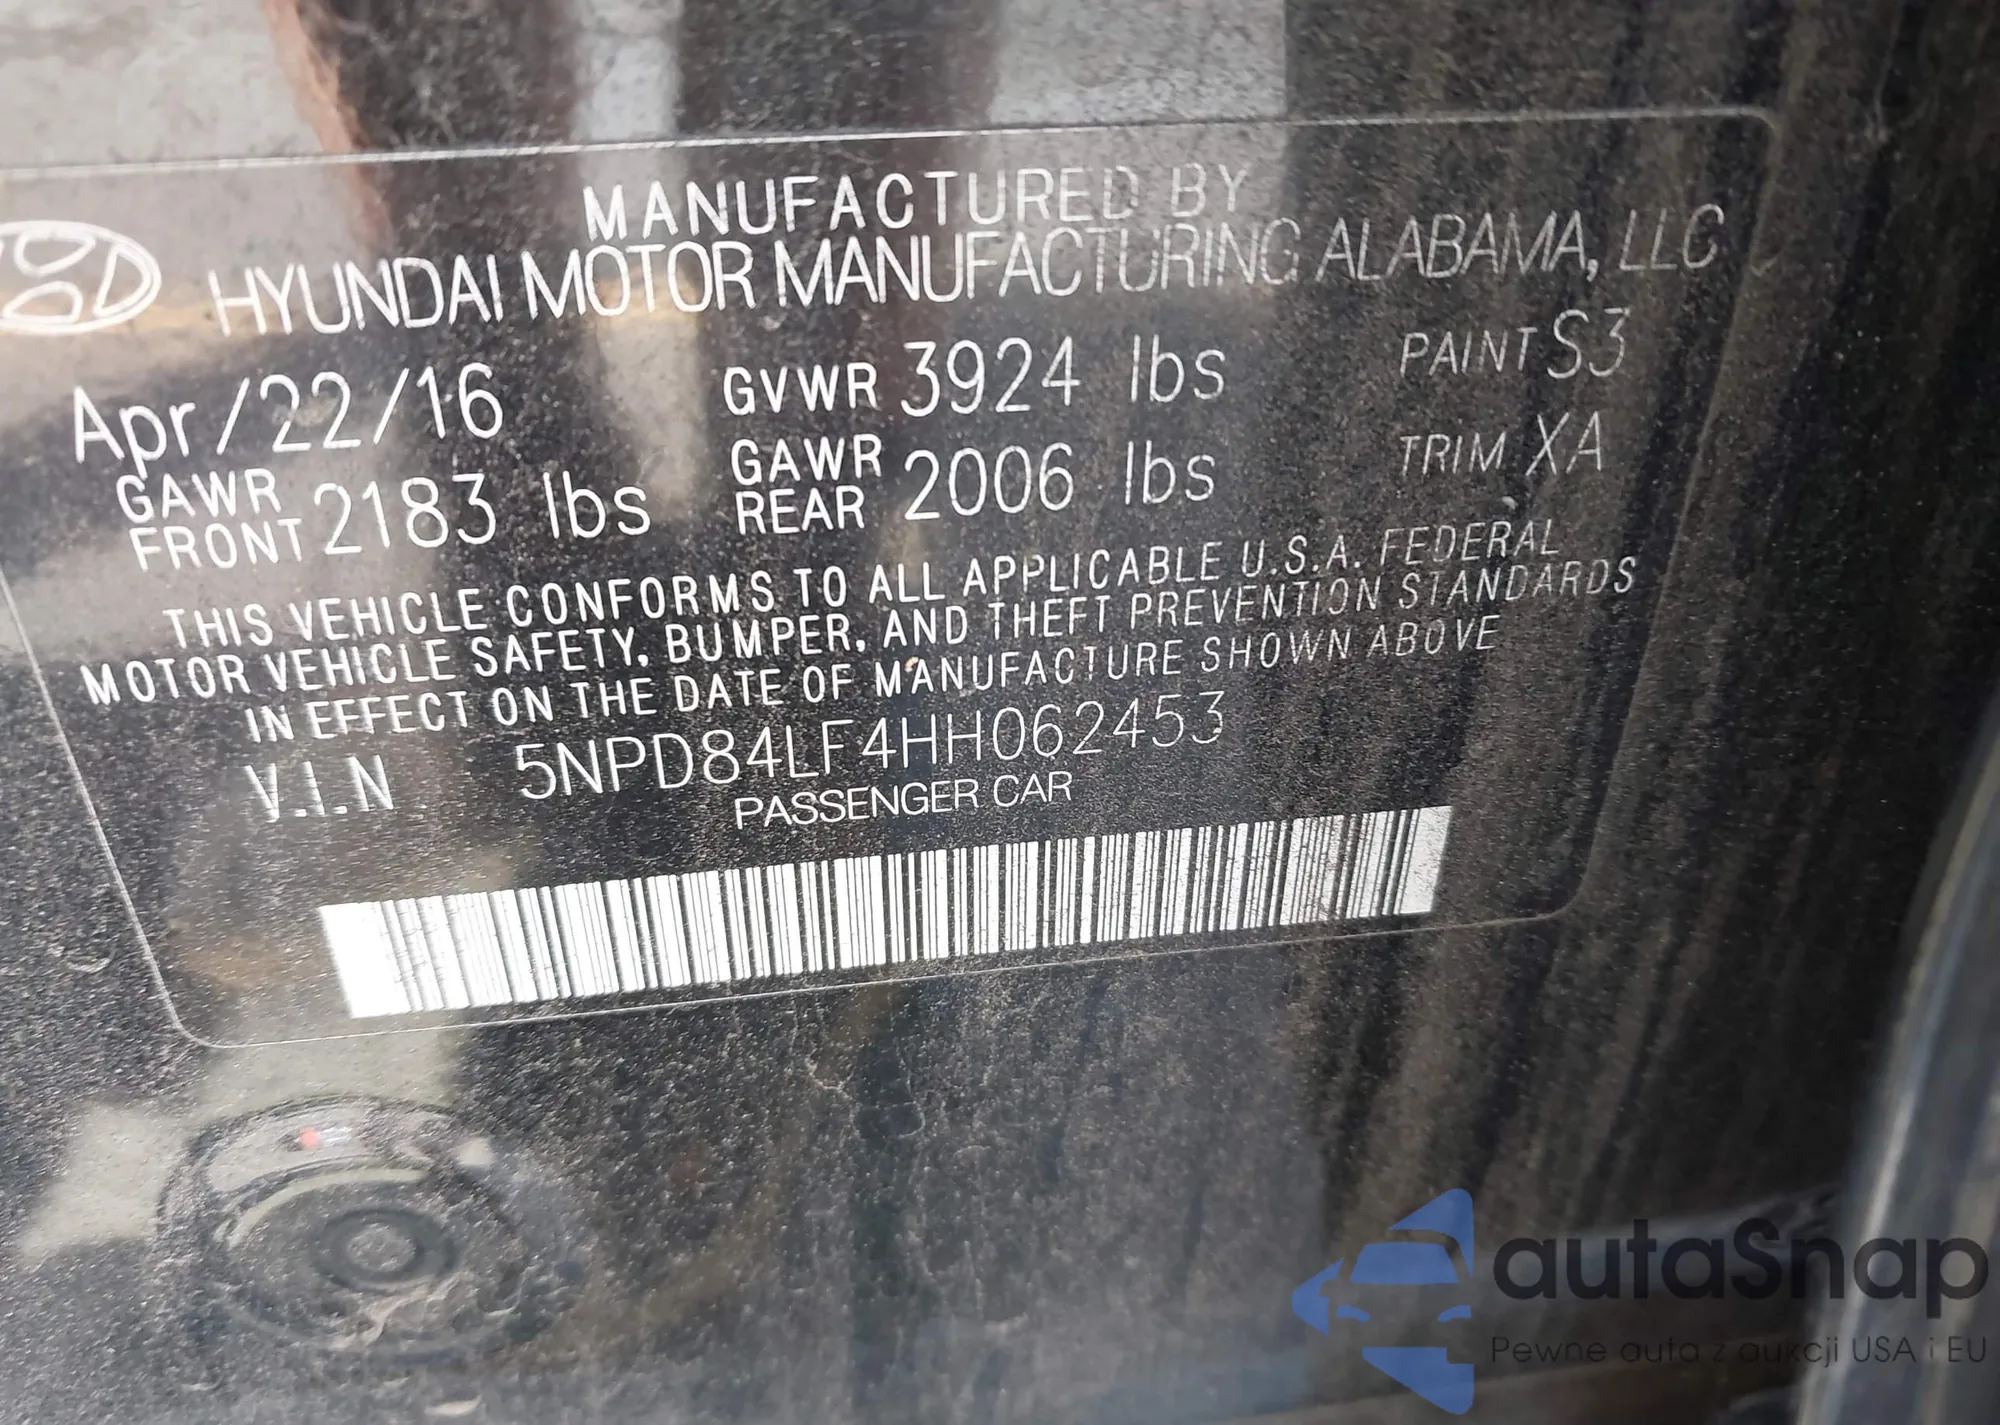 MANUFACTURED BY
HYUNDAI MOTOR MANUFACTURING ALABAMA, LLC
Apr/22/16 GVWR 3924 lbs PAINT S3
GAWR FRONT 2183 lbs GAWR REAR 2006 lbs TRIM XA
THIS VEHICLE CONFORMS TO ALL APPLICABLE U.S.A. FEDERAL
MOTOR VEHICLE SAFETY, BUMPER, AND THEFT PREVENTION STANDARDS
IN EFFECT ON THE DATE OF MANUFACTURE SHOWN ABOVE
V.I.N 5NPD84LF4HH062453
PASSENGER CAR
autaSnap
Pewne auta z aukcji USA i EU